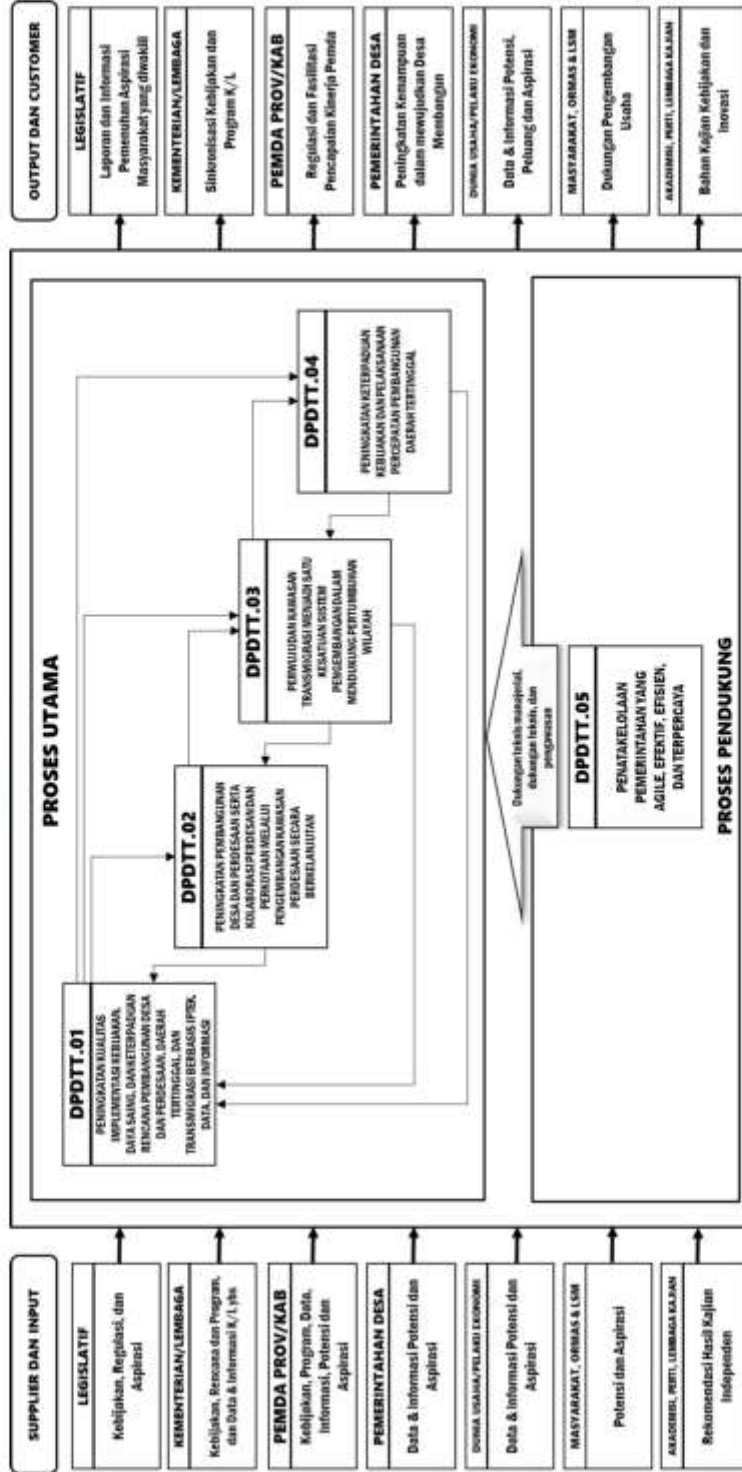 SUPPLIER DAN INPUT
LEGISLATIF
Kebijakan, Regulasi, dan
Aspirasi
KEMENTERIAN/LEMBAGA
Kebijakan, Rencana dan Program,
dan Data & Informasi K/L ybs
PEMDA PROV/KAB
Kebijakan, Program, Data,
Informasi, Potensi dan
Aspirasi
PEMERINTAHAN DESA
Data & Informasi Potensi dan
Aspirasi
DUNIA USAHA/PELAKU EKONOMI
Data & Informasi Potensi dan
Aspirasi
MASYARAKAT, ORMAS & LSM
Potensi dan Aspirasi
AKADEMISI, PERTI, LEMBAGA KAJIAN
Rekomendasi Hasil Kajian
Independen
PROSES UTAMA
DPDTT.01
PENINGKATAN KUALITAS
IMPLEMENTASI KEBIJAKAN,
DAYA SAING, DAN KETERPADUAN
RENCANA PEMBANGUNAN DESA
DAN PERDESAAN, DAERAH
TERTINGGAL, DAN
TRANSMIGRASI BERBASIS IPTEK,
DATA, DAN INFORMASI
DPDTT.02
PENINGKATAN PEMBANGUNAN
DESA DAN PERDESAAN SERTA
KOLABORASI PERDESAN DAN
PERKOTAAN MELALUI
PENGEMBANGAN KAWASAN
PERDESAAN SECARA
BERKELANJUTAN
DPDTT.03
PERWUJUDAN KAWASAN
TRANSMIGRASI MENJADI SATU
KESATUAN SISTEM
PENGEMBANGAN DALAM
MENDUKUNG PERTUMBUHAN
WILAYAH
DPDTT.04
PENINGKATAN KETERPADUAN
KEBIJAKAN DAN PELAKSANAAN
PERCEPATAN PEMBANGUNAN
DAERAH TERTINGGAL
Dukungan teknis manajerial,
dukungan teknis, dan
pengawasan
DPDTT.05
PENATAKELOLAAN
PEMERINTAHAN YANG
AGILE, EFEKTIF, EFISIEN,
DAN TERPERCAYA
PROSES PENDUKUNG
OUTPUT DAN CUSTOMER
LEGISLATIF
Laporan dan Informasi
Pemenuhan Aspirasi
Masyarakat yang diwakili
KEMENTERIAN/LEMBAGA
Sinkronisasi Kebijakan dan
Program K/L
PEMDA PROV/KAB
Regulasi dan Fasilitasi
Pencapaian Kinerja Pemda
PEMERINTAHAN DESA
Peningkatan Kemampuan
dalam mewujudkan Desa
Membangun
DUNIA USAHA/PELAKU EKONOMI
Data & Informasi Potensi,
Peluang dan Aspirasi
MASYARAKAT, ORMAS & LSM
Dukungan Pengembangan
Usaha
AKADEMISI, PERTI, LEMBAGA KAJIAN
Bahan Kajian Kebijakan dan
Inovasi